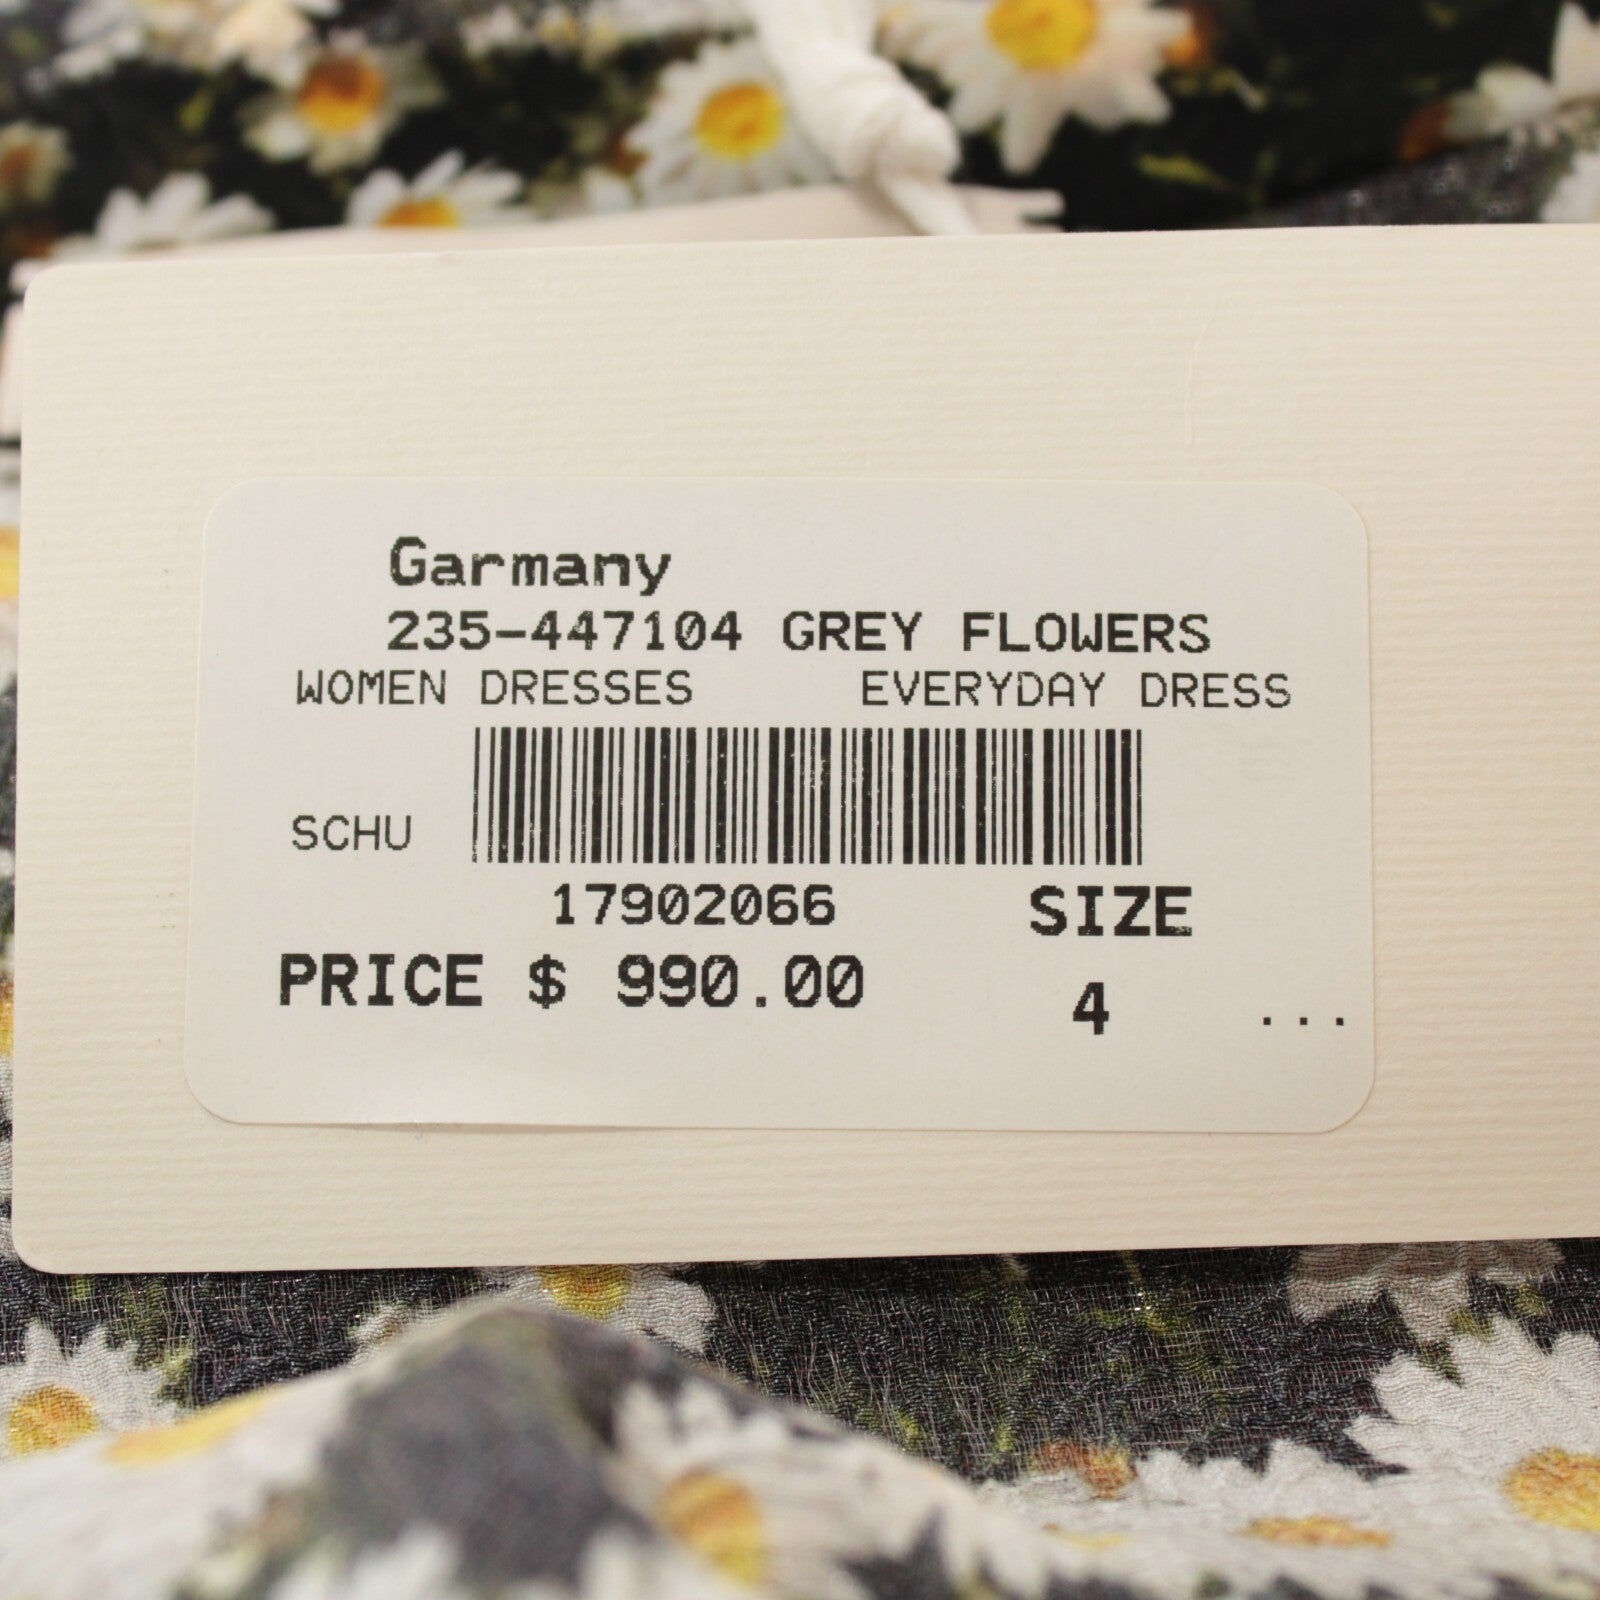 Garmany
235-447104 GREY FLOWERS
WOMEN DRESSES EVERYDAY DRESS
SCHU
17902066 SIZE
PRICE $ 990.00 4 ...